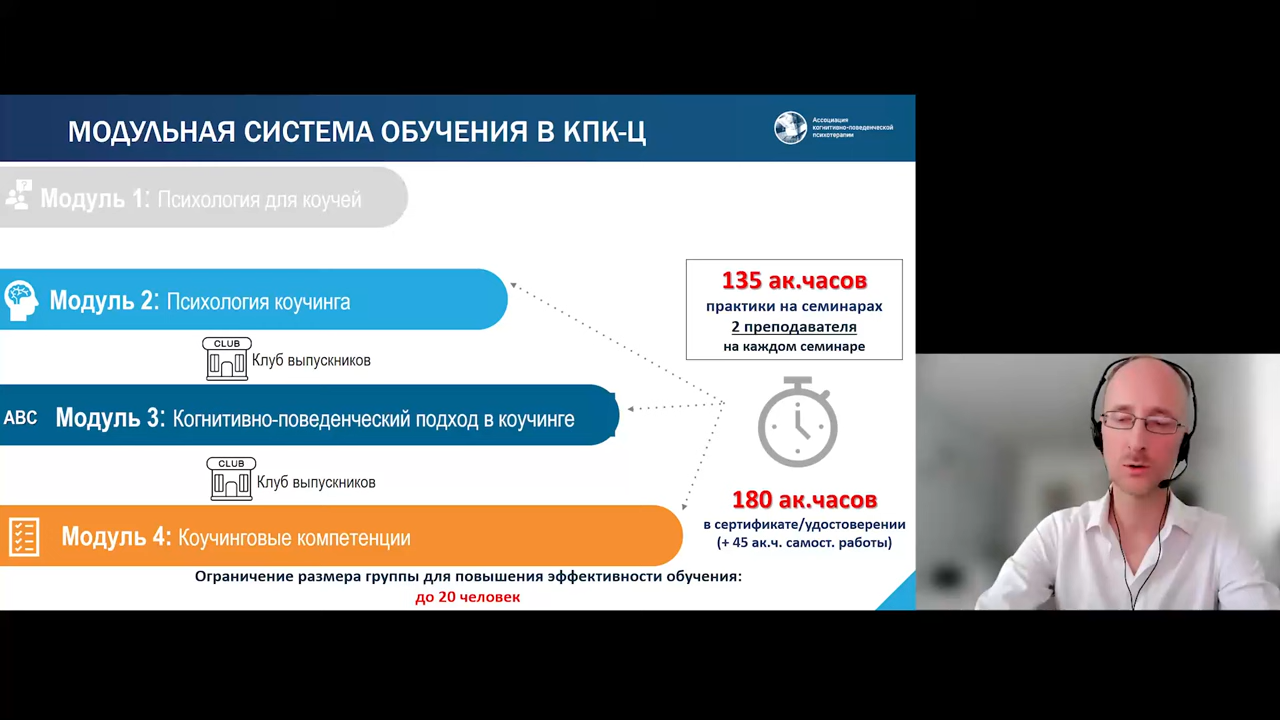 МОДУЛЬНАЯ СИСТЕМА ОБУЧЕНИЯ В КПК-Ц
Ассоциация
когнитивно-поведенческой
психотерапии
Модуль 1: Психология для коучей
Модуль 2: Психология коучинга
CLUB
Клуб выпускников
ABC
Модуль 3: Когнитивно-поведенческий подход в коучинге
CLUB
Клуб выпускников
Модуль 4: Коучинговые компетенции
135 ак.часов
практики на семинарах
2 преподавателя
на каждом семинаре
180 ак.часов
в сертификате/удостоверении
(+ 45 ак.ч. самост. работы)
Ограничение размера группы для повышения эффективности обучения:
до 20 человек